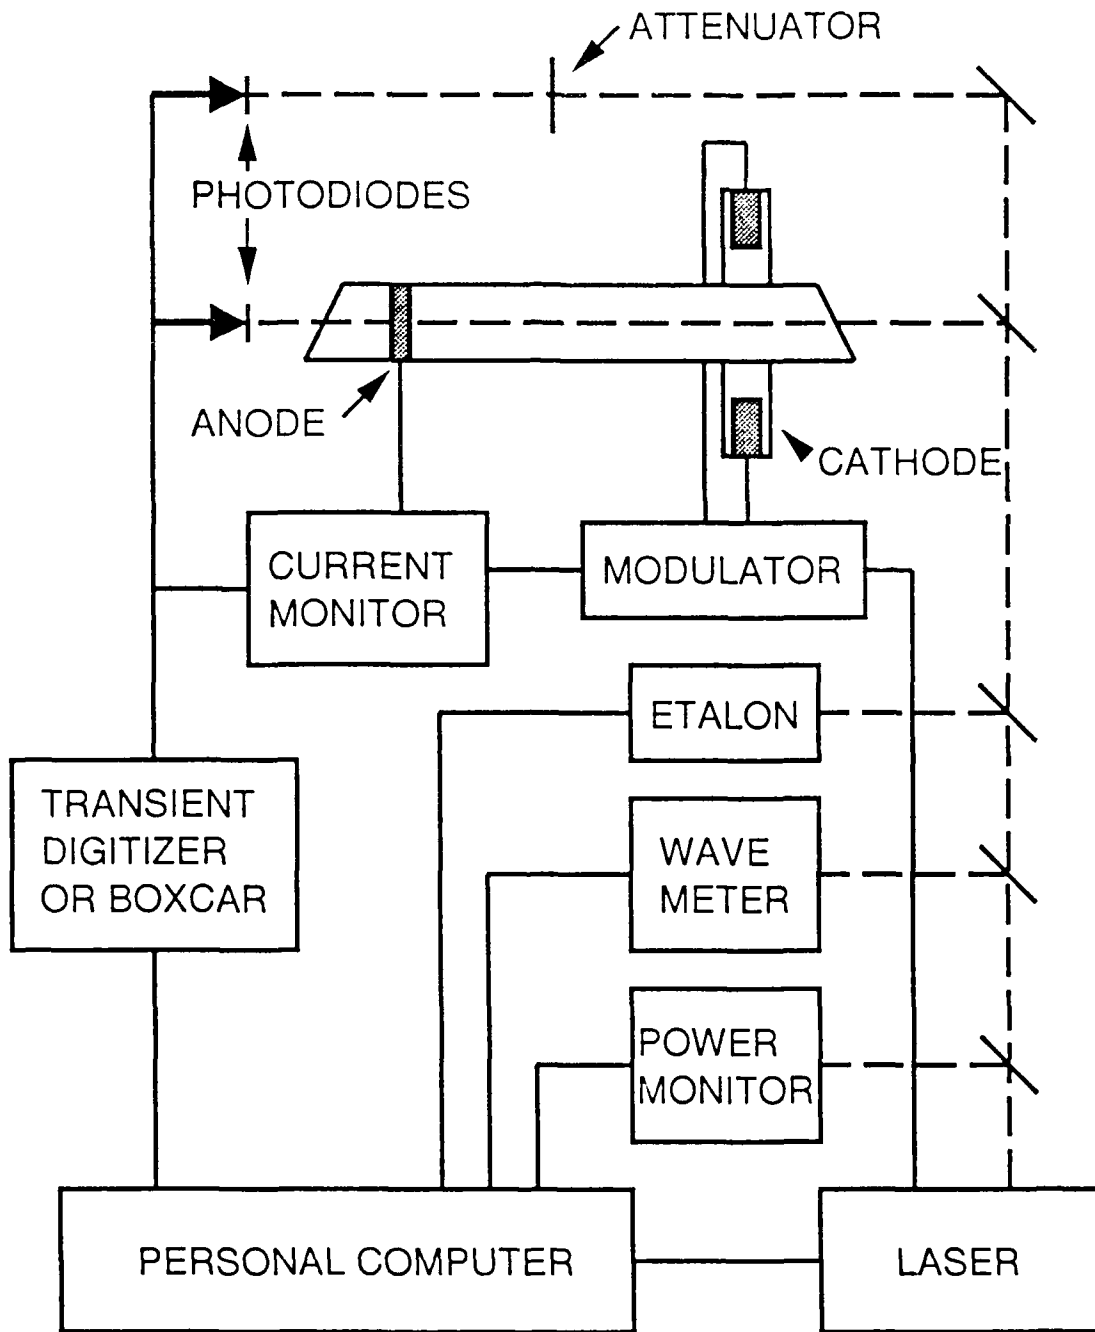 ATTENUATOR
PHOTODIODES
ANODE
CATHODE
CURRENT
MONITOR
MODULATOR
ETALON
TRANSIENT
DIGITIZER
OR BOXCAR
WAVE
METER
POWER
MONITOR
PERSONAL COMPUTER
LASER